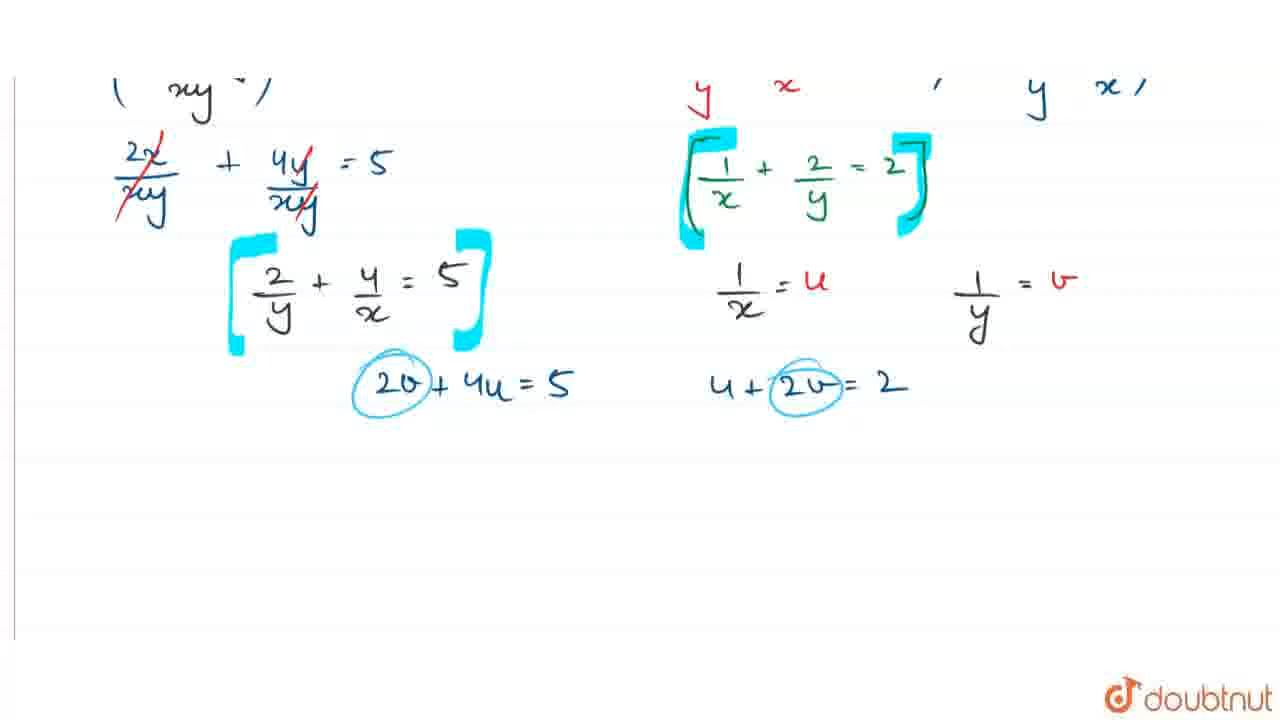 ( xy )
y x , y x )
2x/xy + 4y/xy = 5
[1/x + 2/y = 2]
[2/y + 4/x = 5]
1/x = u 1/y = v
2v + 4u = 5 u + 2v = 2
doubtnut